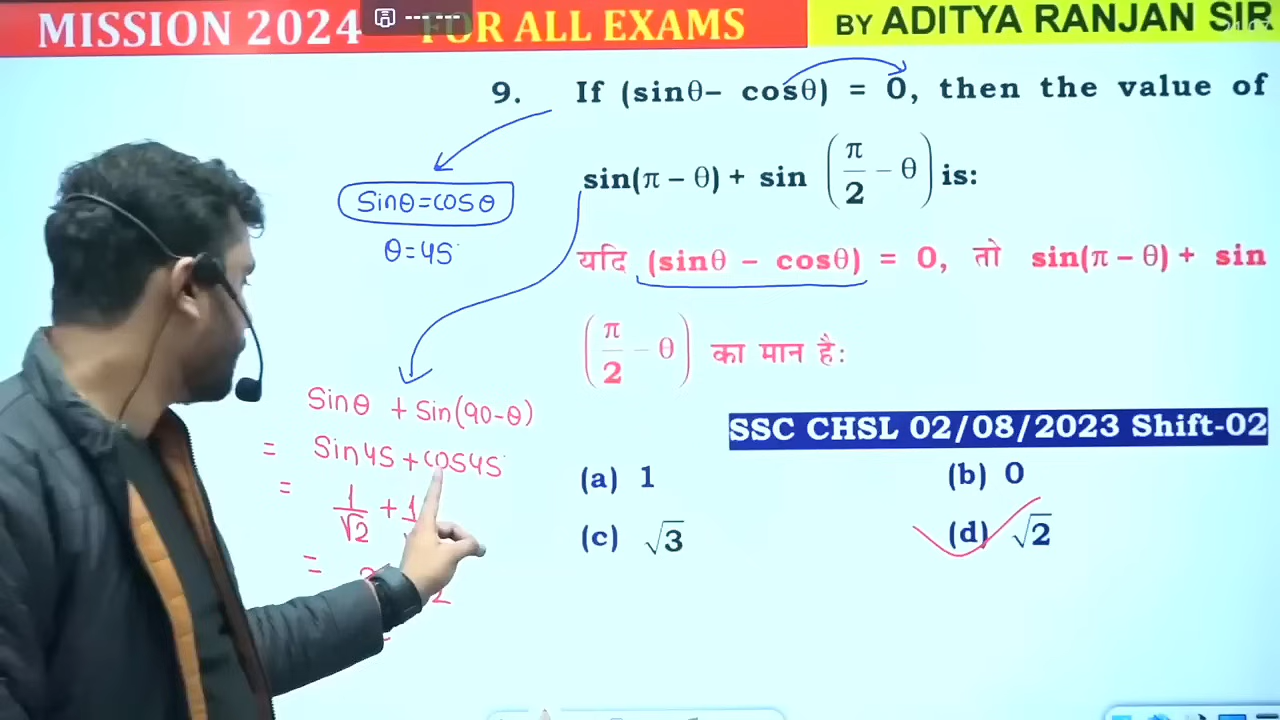 MISSION 2024 FOR ALL EXAMS
BY ADITYA RANJAN SIR
9. If (sinθ– cosθ) = 0, then the value of
sin(π – θ) + sin (π/2 – θ) is:
यदि (sinθ – cosθ) = 0, तो sin(π – θ) + sin
(π/2 – θ) का मान है:
SSC CHSL 02/08/2023 Shift-02
(a) 1
(b) 0
(c) √3
(d) √2
Sinθ=cosθ
θ=45°
Sinθ + Sin(90-θ)
= Sin45 + cos45°
= 1/√2 + 1
=